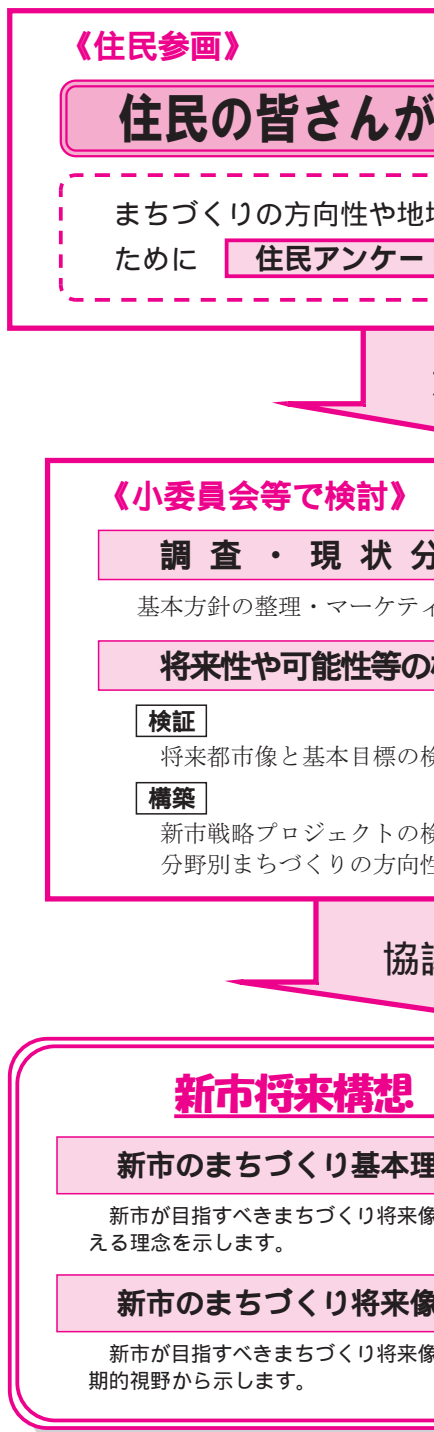 《住民参画》
住民の皆さんが
まちづくりの方向性や地
ために 住民アンケー
《小委員会等で検討》
調査・現状分
基本方針の整理・マーケティ
将来性や可能性等の
検証
将来都市像と基本目標の検
構築
新市戦略プロジェクトの検
分野別まちづくりの方向性
協議
新市将来構想
新市のまちづくり基本理
新市が目指すべきまちづくり将来像
える理念を示します。
新市のまちづくり将来像
新市が目指すべきまちづくり将来像
期的視野から示します。